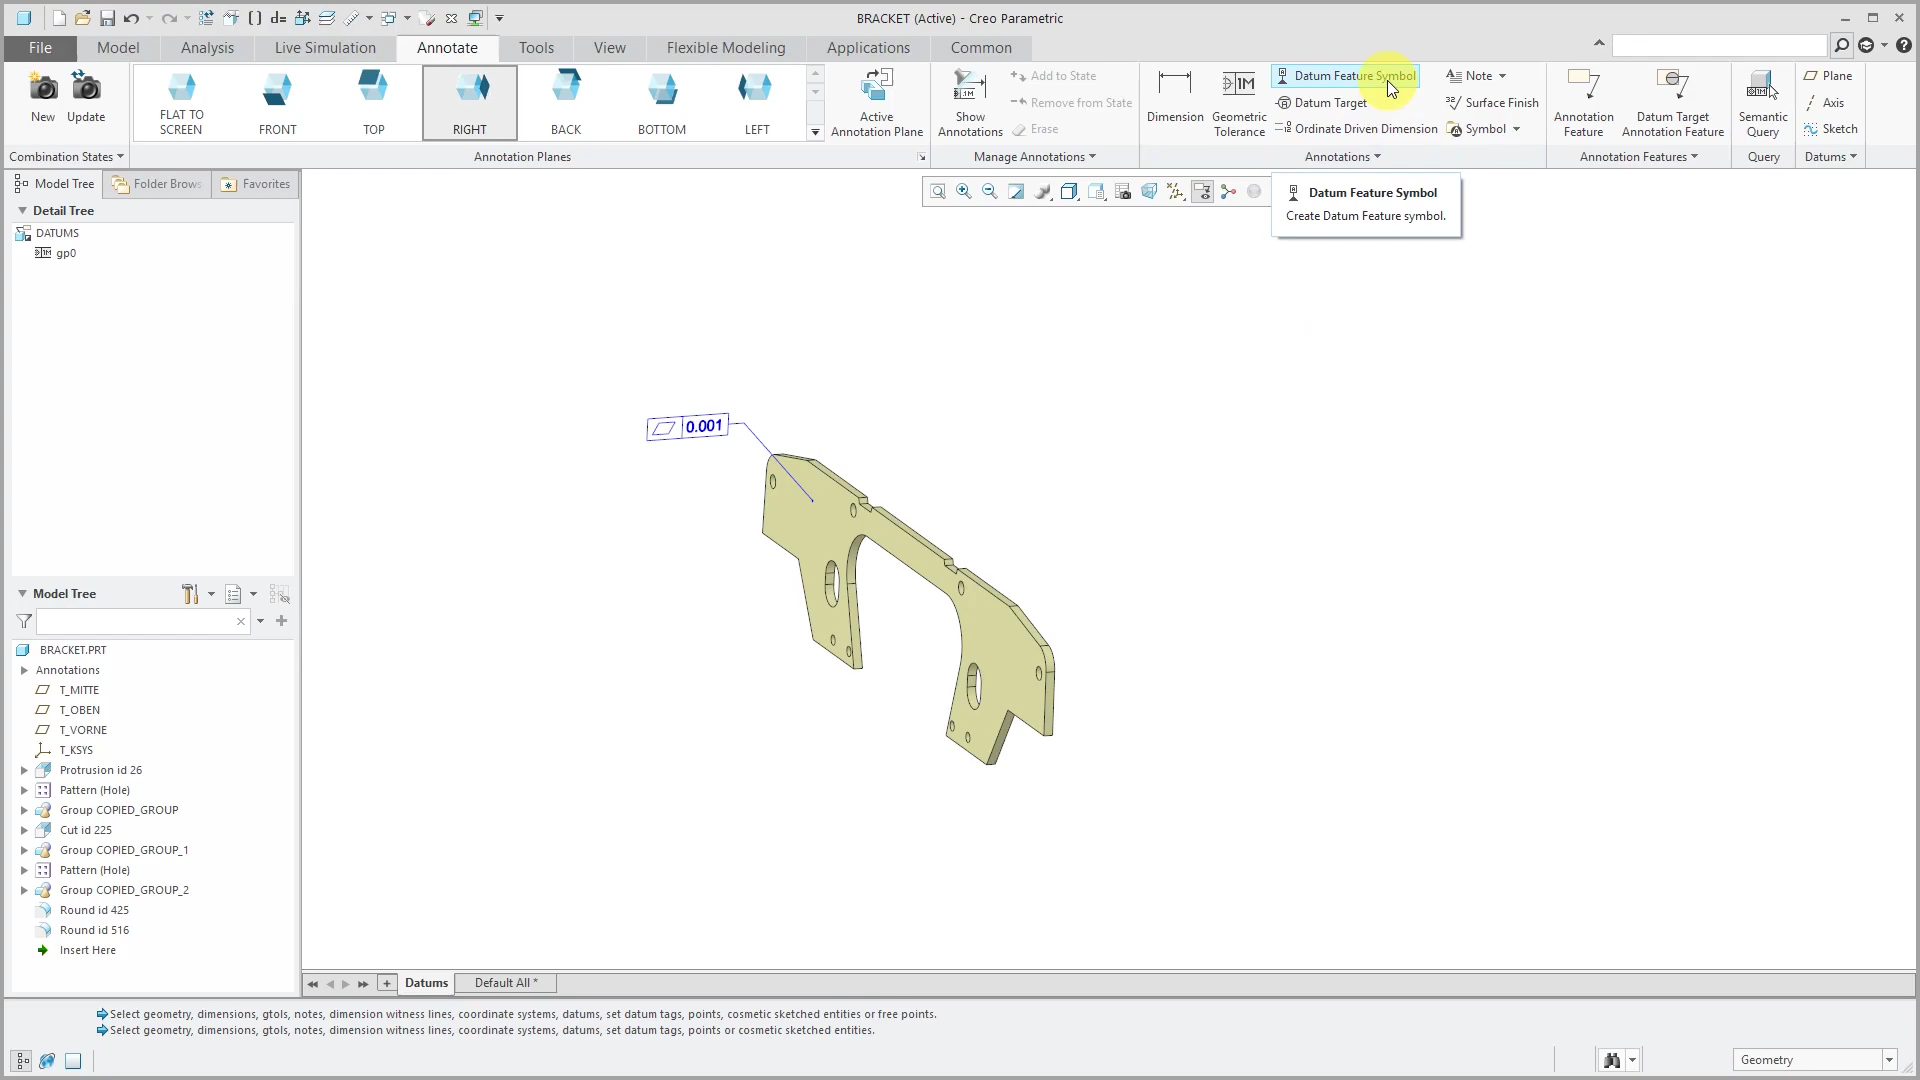 BRACKET (Active) - Creo Parametric
File
Model
Analysis
Live Simulation
Annotate
Tools
View
Flexible Modeling
Applications
Common
New
Update
FLAT TO
SCREEN
FRONT
TOP
RIGHT
BACK
BOTTOM
LEFT
Active
Annotation Plane
Show
Annotations
Add to State
Remove from State
Erase
Dimension
Geometric
Tolerance
Datum Feature Symbol
Datum Target
Ordinate Driven Dimension
Note
Surface Finish
Symbol
Annotation
Feature
Datum Target
Annotation Feature
Semantic
Query
Plane
Axis
Sketch
Combination States
Annotation Planes
Manage Annotations
Annotations
Annotation Features
Query
Datums
Model Tree
Folder Brows
Favorites
Datum Feature Symbol
Create Datum Feature symbol.
Detail Tree
DATUMS
gp0
0.001
Model Tree
BRACKET.PRT
Annotations
T_MITTE
T_OBEN
T_VORNE
T_KSYS
Protrusion id 26
Pattern (Hole)
Group COPIED_GROUP
Cut id 225
Group COPIED_GROUP_1
Pattern (Hole)
Group COPIED_GROUP_2
Round id 425
Round id 516
Insert Here
Datums
Default All *
Select geometry, dimensions, gtols, notes, dimension witness lines, coordinate systems, datums, set datum tags, points, cosmetic sketched entities or free points.
Select geometry, dimensions, gtols, notes, dimension witness lines, coordinate systems, datums, set datum tags, points or cosmetic sketched entities.
Geometry